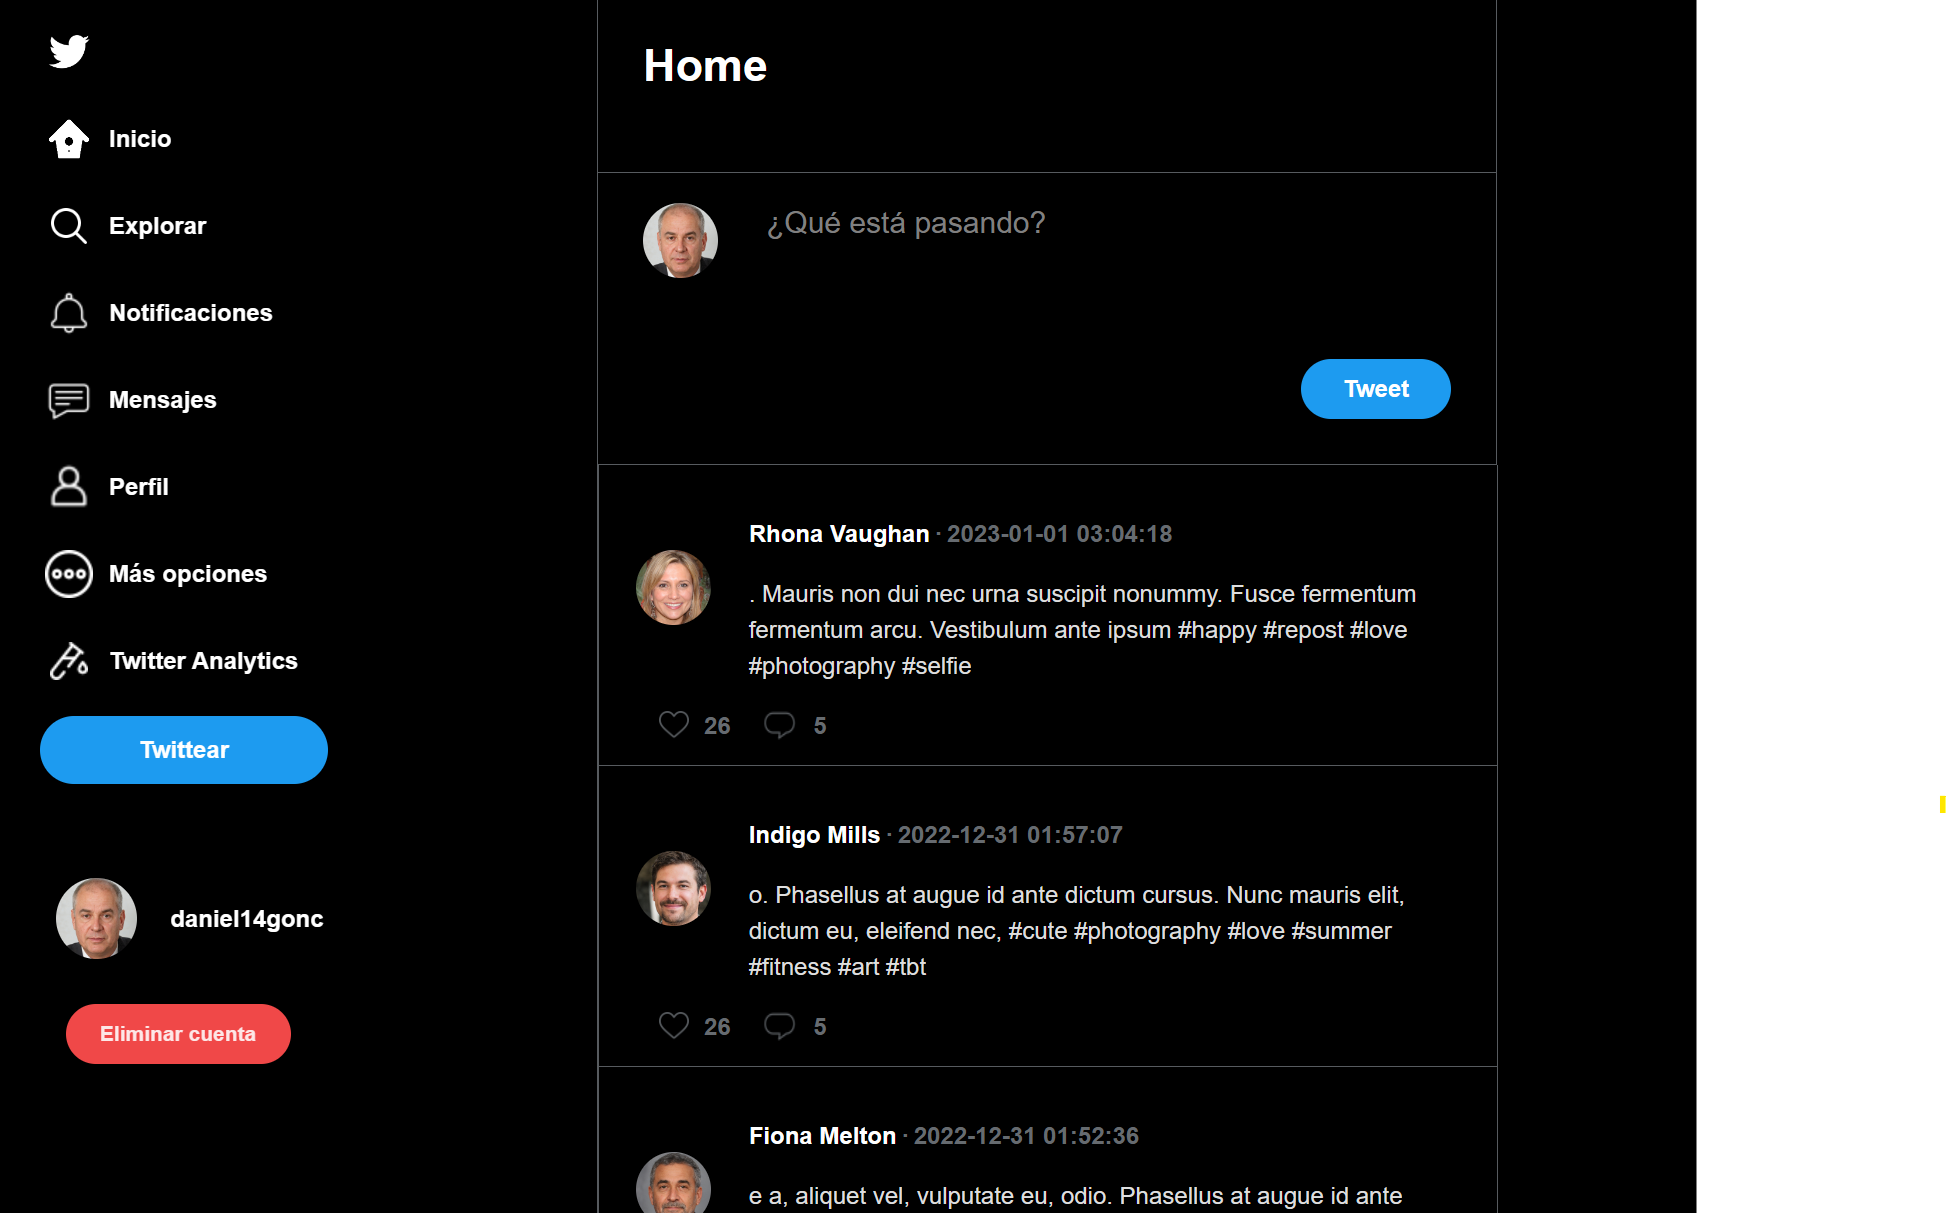 Inicio
Explorar
Notificaciones
Mensajes
Perfil
Más opciones
Twitter Analytics
Twittear
daniel14gonc
Eliminar cuenta
Home
¿Qué está pasando?
Tweet
Rhona Vaughan · 2023-01-01 03:04:18
. Mauris non dui nec urna suscipit nonummy. Fusce fermentum
fermentum arcu. Vestibulum ante ipsum #happy #repost #love
#photography #selfie
26 5
Indigo Mills · 2022-12-31 01:57:07
o. Phasellus at augue id ante dictum cursus. Nunc mauris elit,
dictum eu, eleifend nec, #cute #photography #love #summer
#fitness #art #tbt
26 5
Fiona Melton · 2022-12-31 01:52:36
e a, aliquet vel, vulputate eu, odio. Phasellus at augue id ante